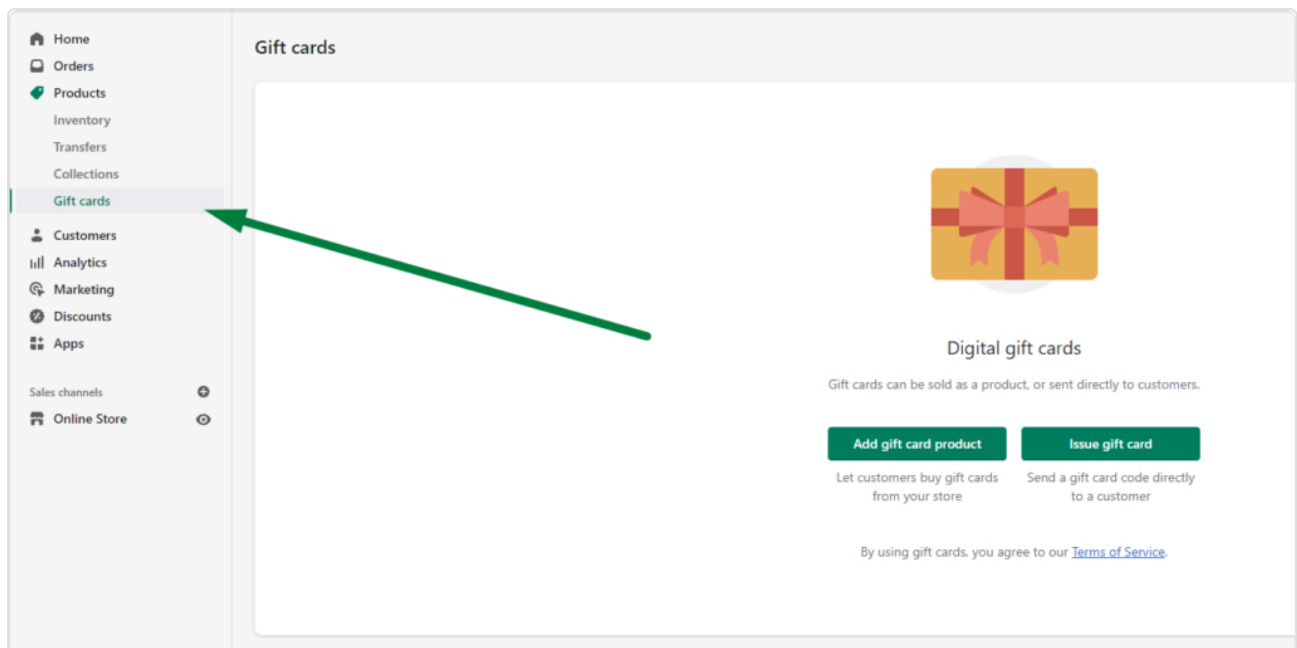 Home
Orders
Products
Inventory
Transfers
Collections
Gift cards
Customers
Analytics
Marketing
Discounts
Apps
Sales channels
Online Store
Gift cards
Digital gift cards
Gift cards can be sold as a product, or sent directly to customers.
Add gift card product
Let customers buy gift cards
from your store
Issue gift card
Send a gift card code directly
to a customer
By using gift cards, you agree to our Terms of Service.